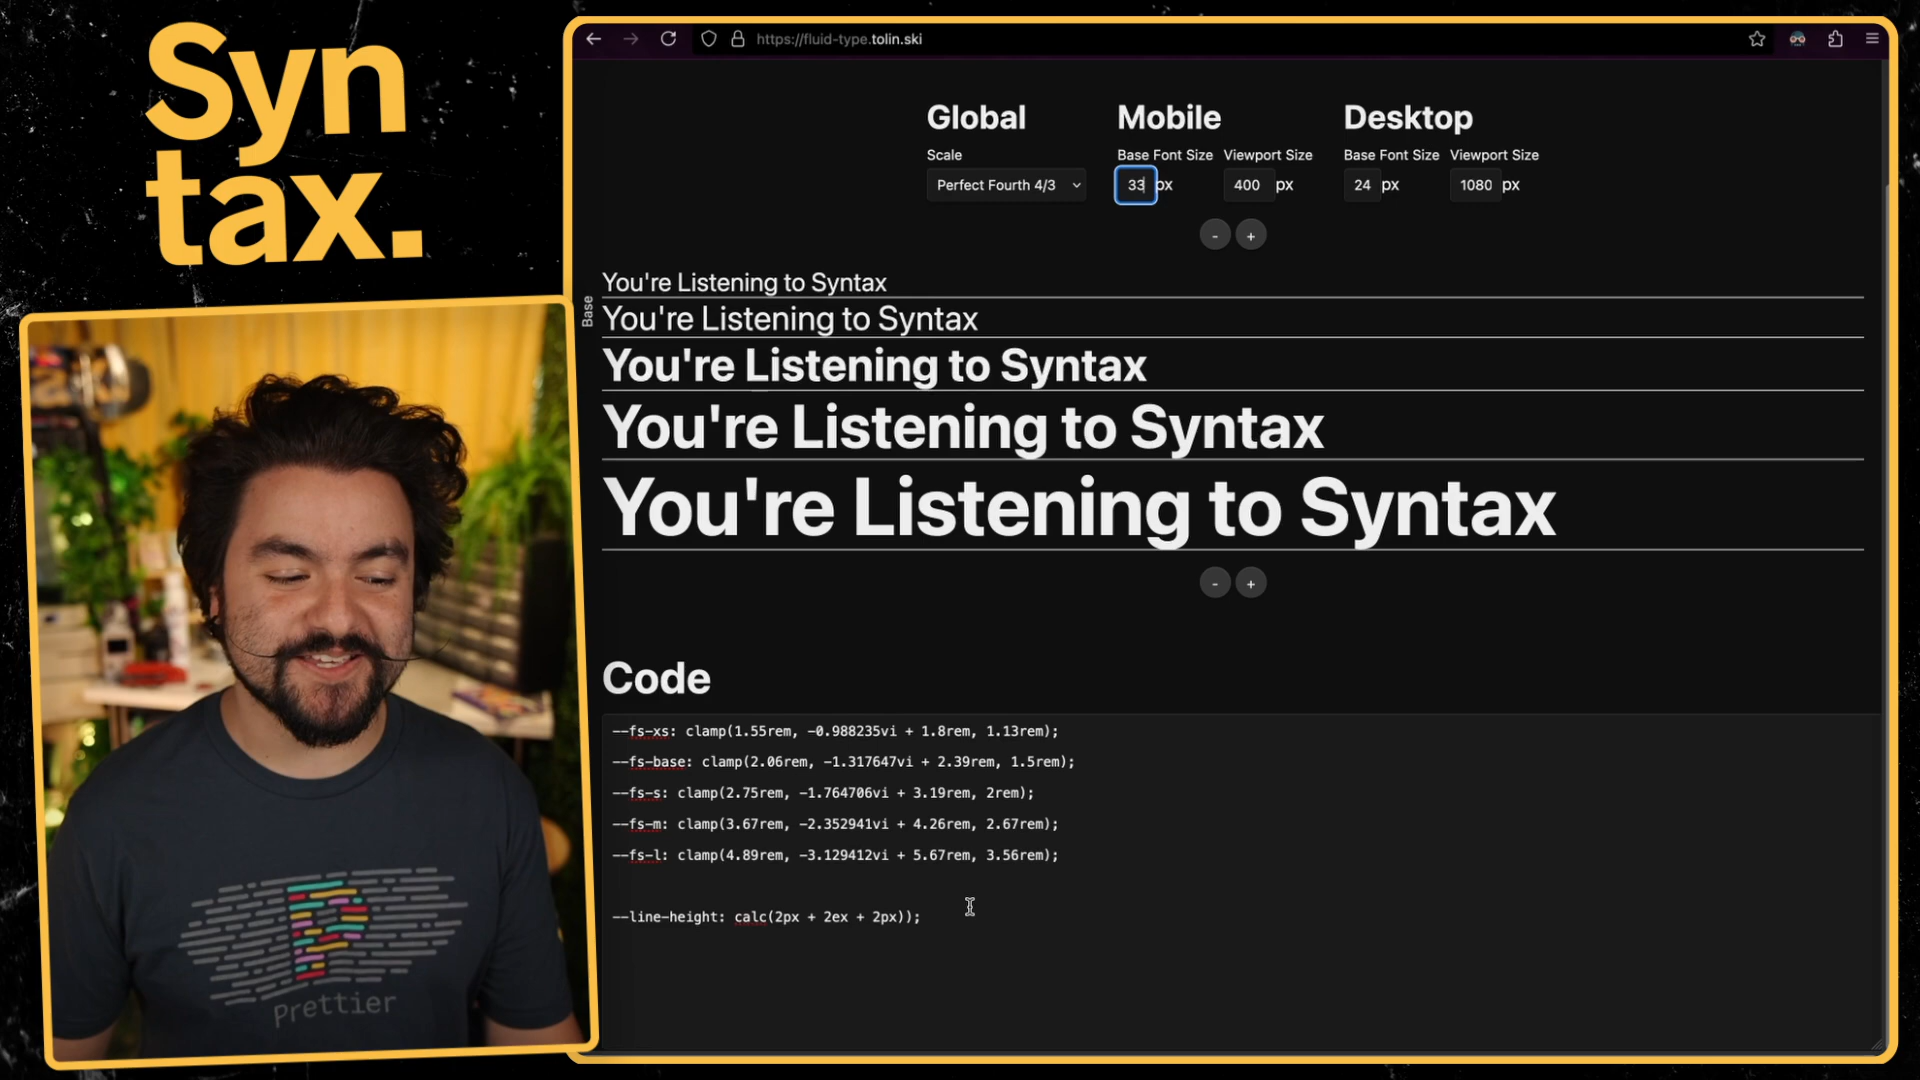 Syn
tax.
https://fluid-type.tolin.ski
Global
Mobile
Desktop
Scale
Base Font Size
Viewport Size
Base Font Size
Viewport Size
Perfect Fourth 4/3
33 px
400 px
24 px
1080 px
- +
Base
You're Listening to Syntax
You're Listening to Syntax
You're Listening to Syntax
You're Listening to Syntax
You're Listening to Syntax
- +
Code
--fs-xs: clamp(1.55rem, -0.988235vi + 1.8rem, 1.13rem);
--fs-base: clamp(2.06rem, -1.317647vi + 2.39rem, 1.5rem);
--fs-s: clamp(2.75rem, -1.764706vi + 3.19rem, 2rem);
--fs-m: clamp(3.67rem, -2.352941vi + 4.26rem, 2.67rem);
--fs-l: clamp(4.89rem, -3.129412vi + 5.67rem, 3.56rem);
--line-height: calc(2px + 2ex + 2px));
Prettier